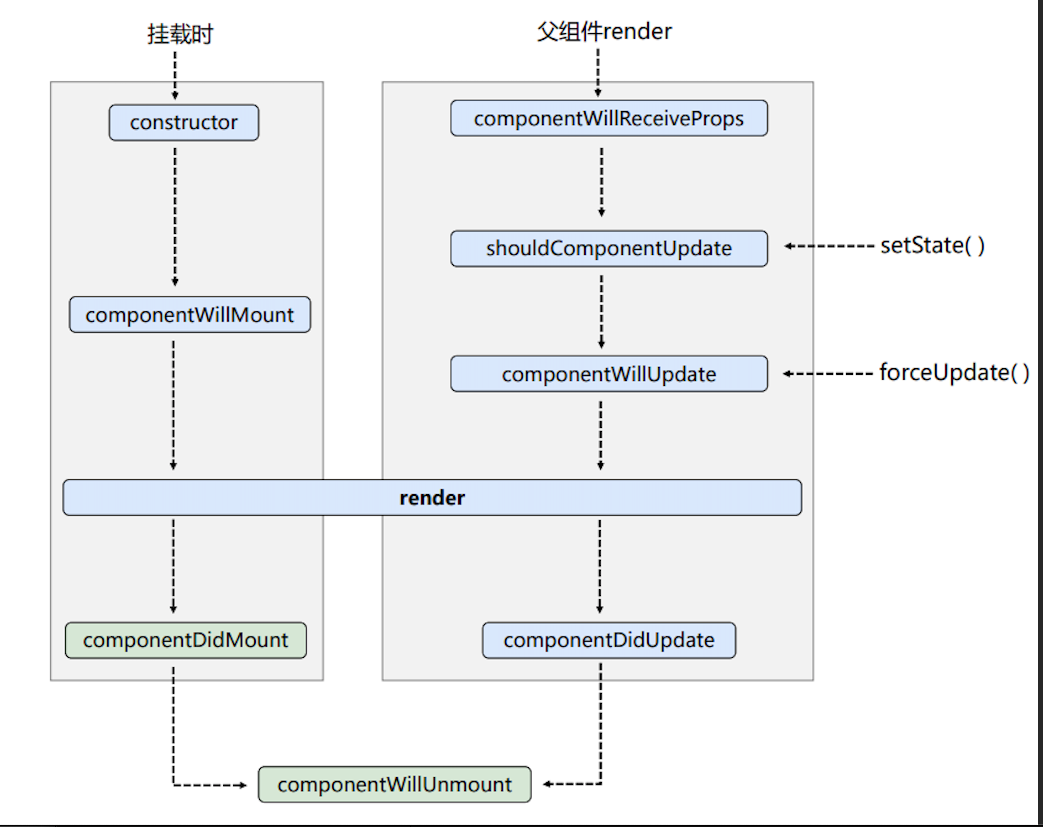 挂载时
父组件render
constructor
componentWillReceiveProps
shouldComponentUpdate
setState( )
componentWillMount
componentWillUpdate
forceUpdate( )
render
componentDidMount
componentDidUpdate
componentWillUnmount